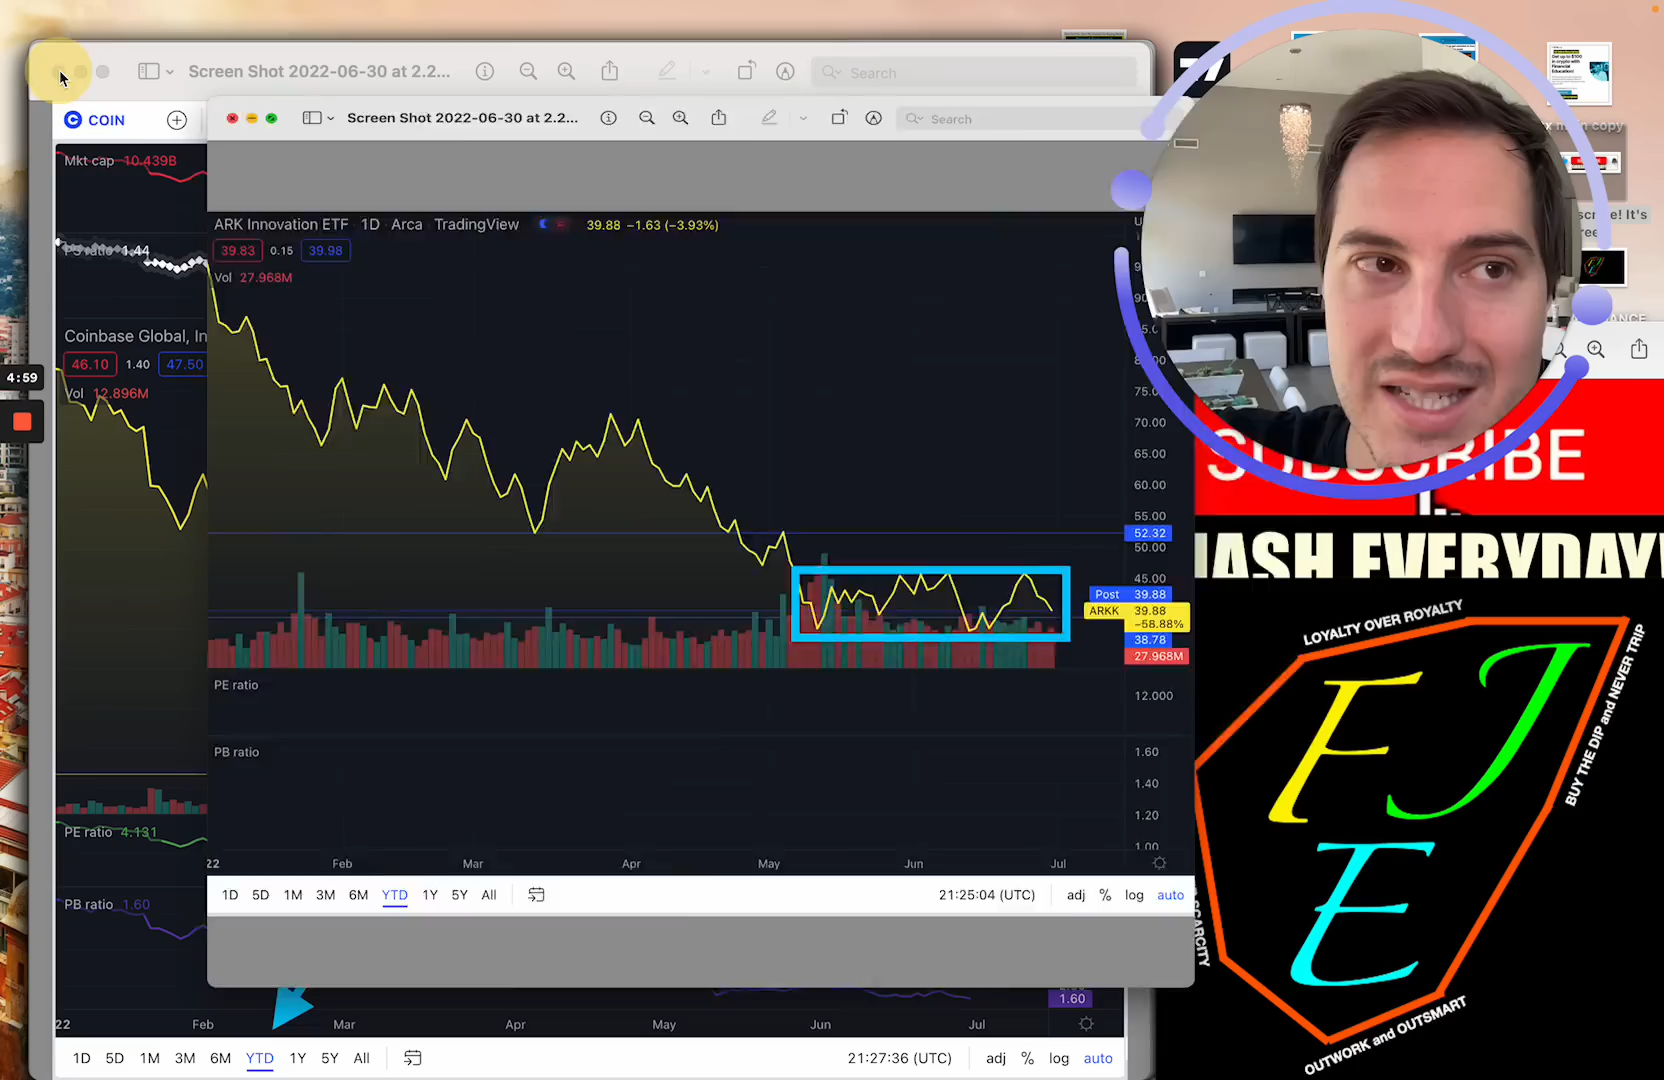 Screen Shot 2022-06-30 at 2.2...
Search
COIN
Screen Shot 2022-06-30 at 2.2...
Search
Mkt cap 10.439B
1.44
Coinbase Global, In
46.10 1.40 47.50
Vol 12.896M
4:59
PE ratio 4.131
PB ratio 1.60
ARK Innovation ETF 1D Arca TradingView 39.88 −1.63 (−3.93%)
39.83 0.15 39.98
Vol 27.968M
75.0
70.00
65.00
60.00
55.00
52.32
50.00
45.00
Post 39.88
ARKK 39.88
−58.88%
38.78
27.968M
PE ratio
12.000
PB ratio
1.60
1.40
1.20
1.00
22 Feb Mar Apr May Jun Jul
1D 5D 1M 3M 6M YTD 1Y 5Y All 21:25:04 (UTC) adj % log auto
1.60
22 Feb Mar Apr May Jun Jul
1D 5D 1M 3M 6M YTD 1Y 5Y All 21:27:36 (UTC) adj % log auto
copy
SUBSCRIBE
EVERYDAY!
LOYALTY OVER ROYALTY
BUY THE DIP and NEVER TRIP
OUTWORK and OUTSMART
SCARCITY
F J
E